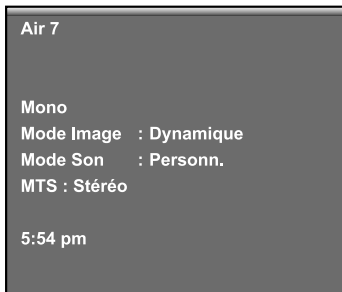 Air 7
Mono
Mode Image : Dynamique
Mode Son : Personn.
MTS : Stéréo
5:54 pm